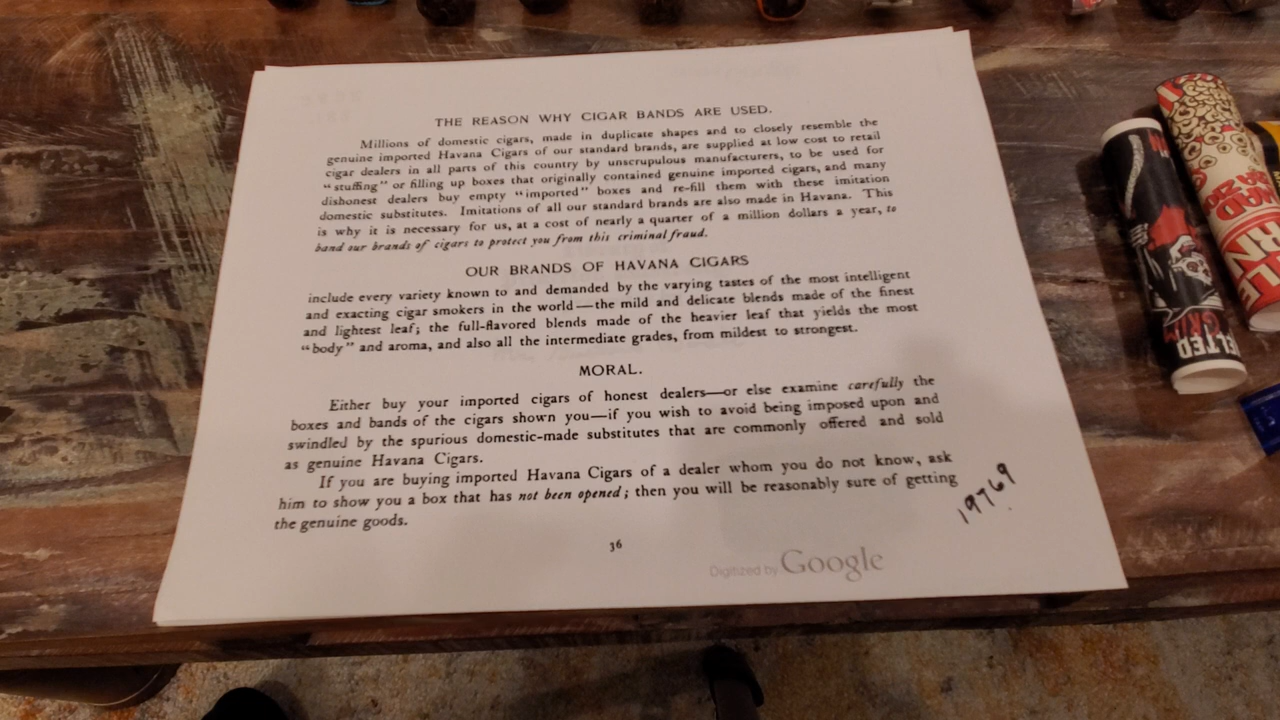 THE REASON WHY CIGAR BANDS ARE USED.
Millions of domestic cigars, made in duplicate shapes and to closely resemble the
genuine imported Havana Cigars of our standard brands, are supplied at low cost to retail
cigar dealers in all parts of this country by unscrupulous manufacturers, to be used for
“stuffing” or filling up boxes that originally contained genuine imported cigars, and many
dishonest dealers buy empty “imported” boxes and re-fill them with these imitation
domestic substitutes. Imitations of all our standard brands are also made in Havana. This
is why it is necessary for us, at a cost of nearly a quarter of a million dollars a year, to
band our brands of cigars to protect you from this criminal fraud.
OUR BRANDS OF HAVANA CIGARS
include every variety known to and demanded by the varying tastes of the most intelligent
and exacting cigar smokers in the world—the mild and delicate blends made of the finest
and lightest leaf; the full-flavored blends made of the heavier leaf that yields the most
“body” and aroma, and also all the intermediate grades, from mildest to strongest.
MORAL.
Either buy your imported cigars of honest dealers—or else examine carefully the
boxes and bands of the cigars shown you—if you wish to avoid being imposed upon and
swindled by the spurious domestic-made substitutes that are commonly offered and sold
as genuine Havana Cigars.
If you are buying imported Havana Cigars of a dealer whom you do not know, ask
him to show you a box that has not been opened; then you will be reasonably sure of getting
the genuine goods.
19769
36
Digitized by Google